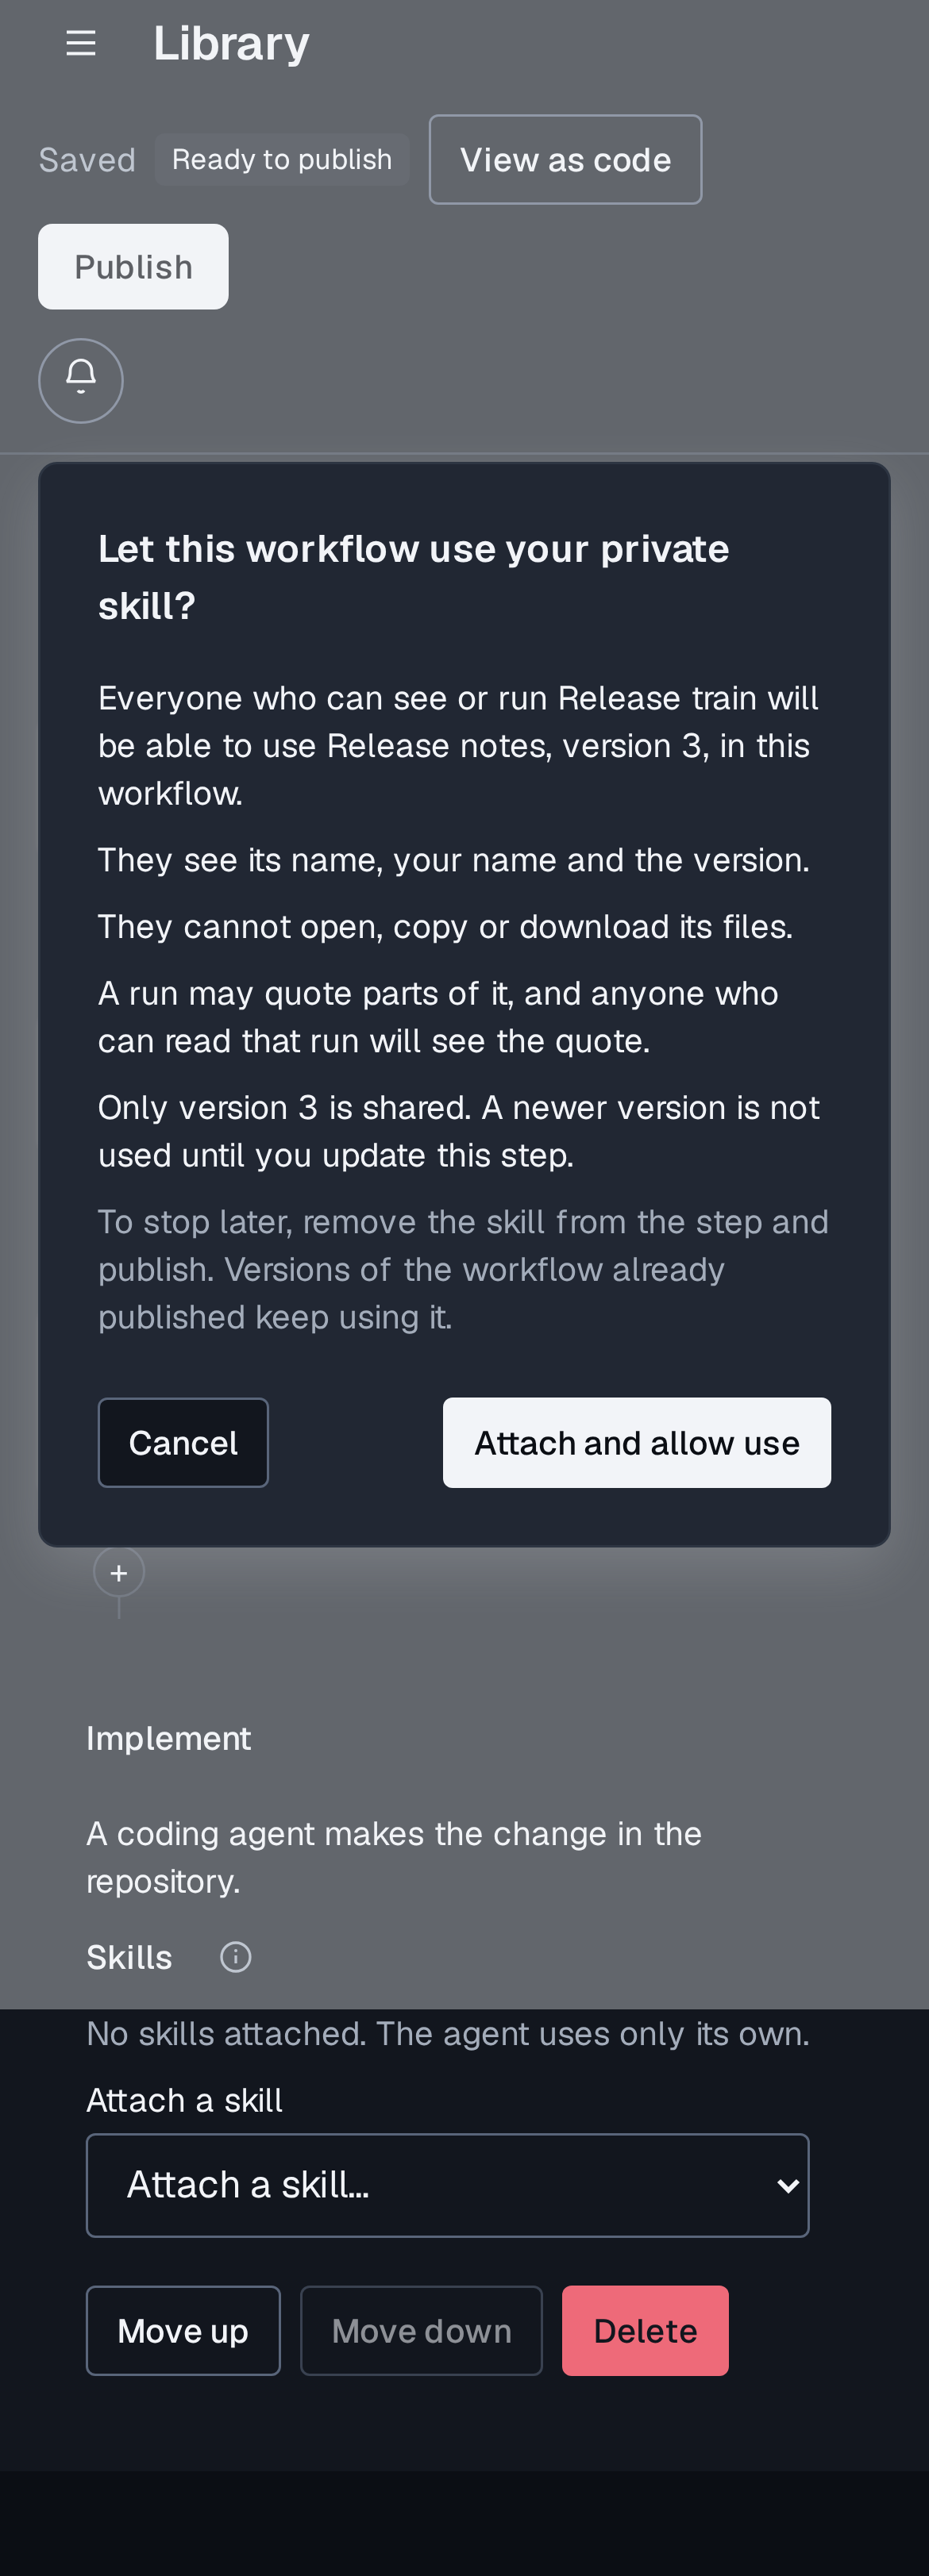 Library
Saved
Ready to publish
View as code
Publish
Let this workflow use your private
skill?
Everyone who can see or run Release train will
be able to use Release notes, version 3, in this
workflow.
They see its name, your name and the version.
They cannot open, copy or download its files.
A run may quote parts of it, and anyone who
can read that run will see the quote.
Only version 3 is shared. A newer version is not
used until you update this step.
To stop later, remove the skill from the step and
publish. Versions of the workflow already
published keep using it.
Cancel
Attach and allow use
+
Implement
A coding agent makes the change in the
repository.
Skills
No skills attached. The agent uses only its own.
Attach a skill
Attach a skill...
Move up
Move down
Delete